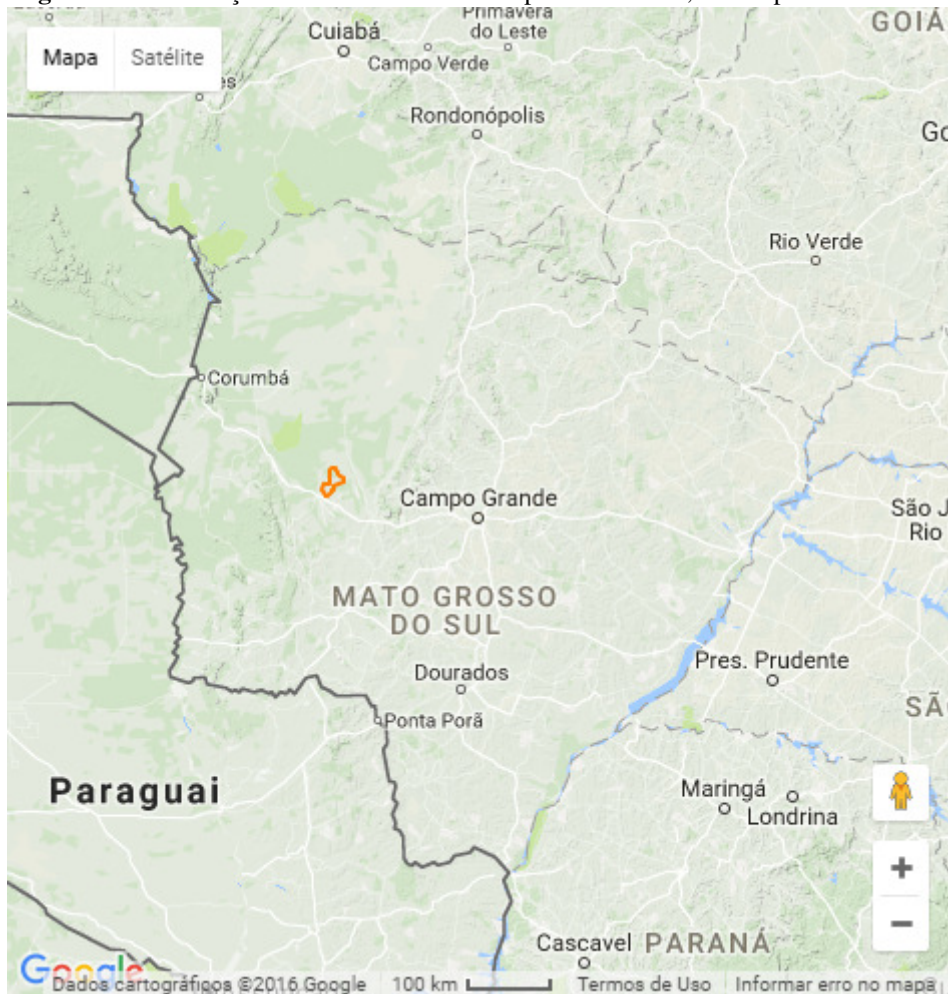 Primavera
do Leste
GOIÁ
Cuiabá
Mapa Satélite
Campo Verde
es
Rondonópolis
Go
Rio Verde
Corumbá
Campo Grande
São J
Rio
MATO GROSSO
DO SUL
Pres. Prudente
Dourados
SÃ
Ponta Porã
Paraguai
Maringá
Londrina
+
−
Cascavel PARANÁ
Google
Dados cartográficos ©2016 Google 100 km Termos de Uso Informar erro no mapa